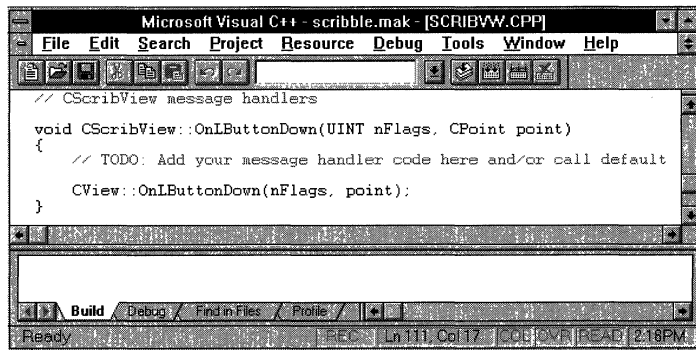 Microsoft Visual C++ - scribble.mak - [SCRIBVW.CPP]
File Edit Search Project Resource Debug Tools Window Help
// CScribView message handlers
void CScribView::OnLButtonDown(UINT nFlags, CPoint point)
{
// TODO: Add your message handler code here and/or call default
CView::OnLButtonDown(nFlags, point);
}
Build Debug Find in Files Profile
Ready REC Ln 111, Col 17 COL OVR READ 2:16PM